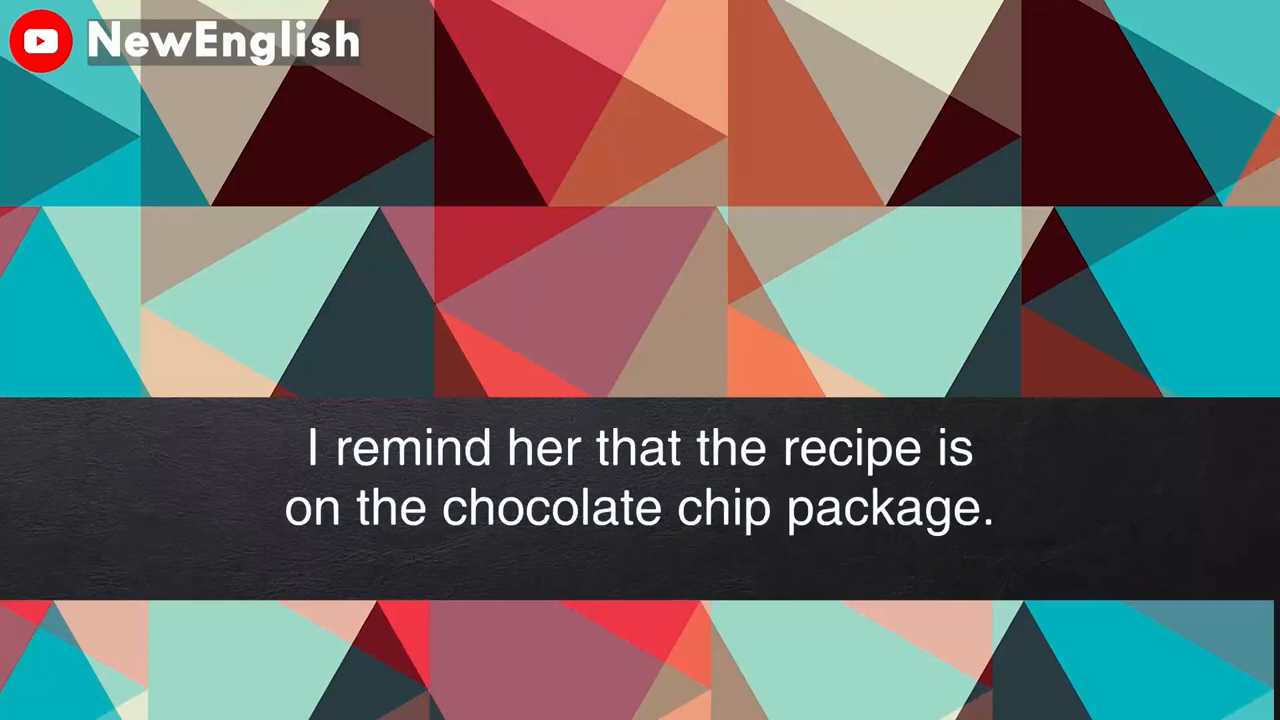 NewEnglish
I remind her that the recipe is
on the chocolate chip package.